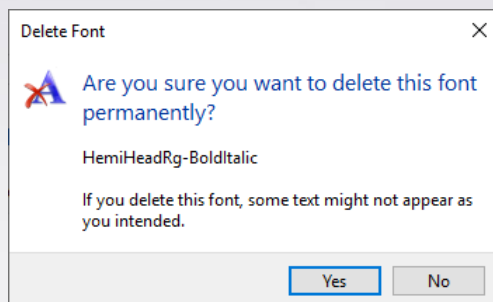 Delete Font
Are you sure you want to delete this font
permanently?
HemiHeadRg-BoldItalic
If you delete this font, some text might not appear as
you intended.
Yes
No